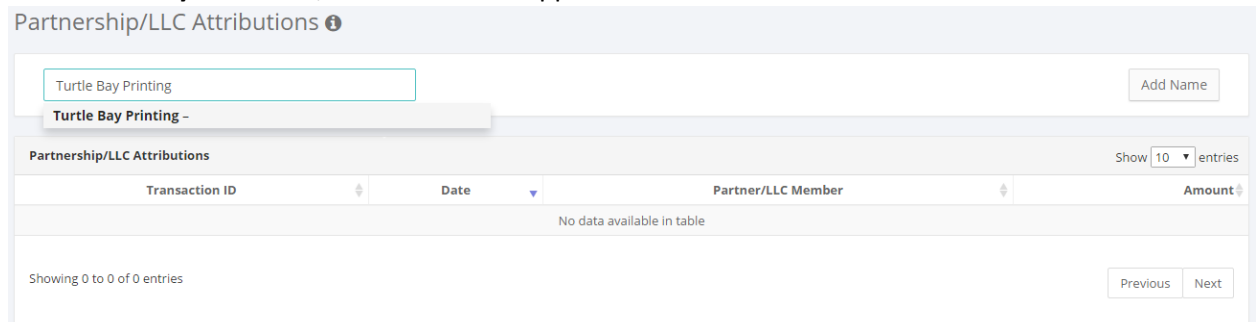 Partnership/LLC Attributions
Turtle Bay Printing
Add Name
Turtle Bay Printing –
Partnership/LLC Attributions
Show 10 entries
Transaction ID Date Partner/LLC Member Amount
No data available in table
Showing 0 to 0 of 0 entries
Previous Next